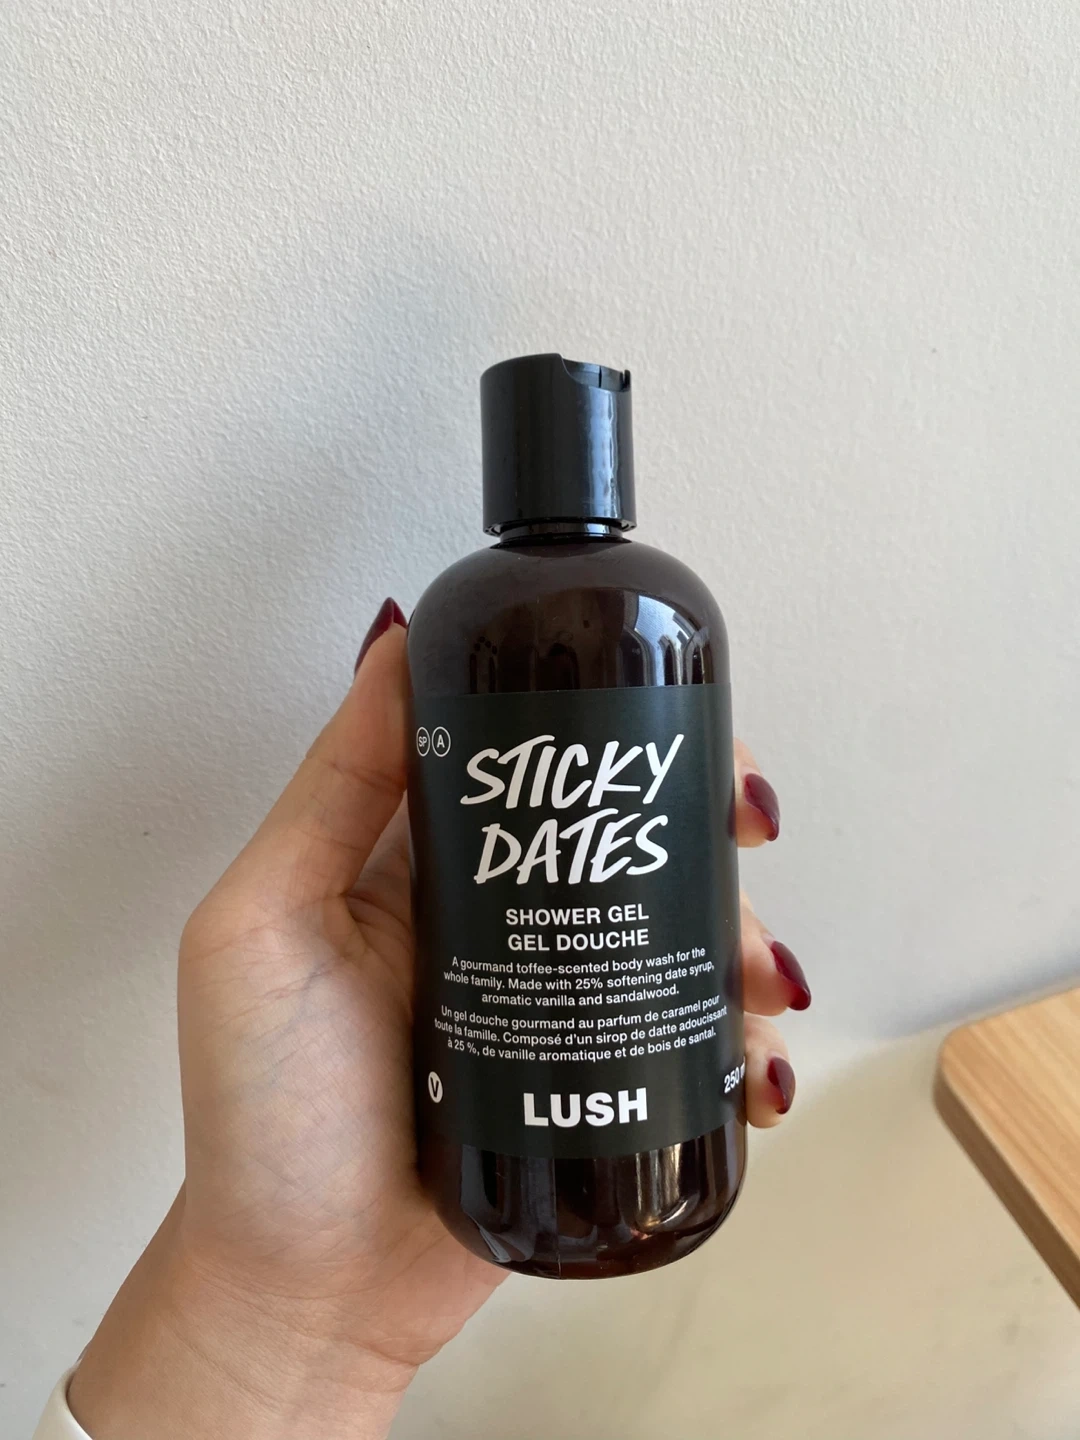 SP A
STICKY
DATES
SHOWER GEL
GEL DOUCHE
A gourmand toffee-scented body wash for the
whole family. Made with 25% softening date syrup,
aromatic vanilla and sandalwood.
Un gel douche gourmand au parfum de caramel pour
toute la famille. Composé d'un sirop de datte adoucissant
à 25 %, de vanille aromatique et de bois de santal.
V
250
LUSH